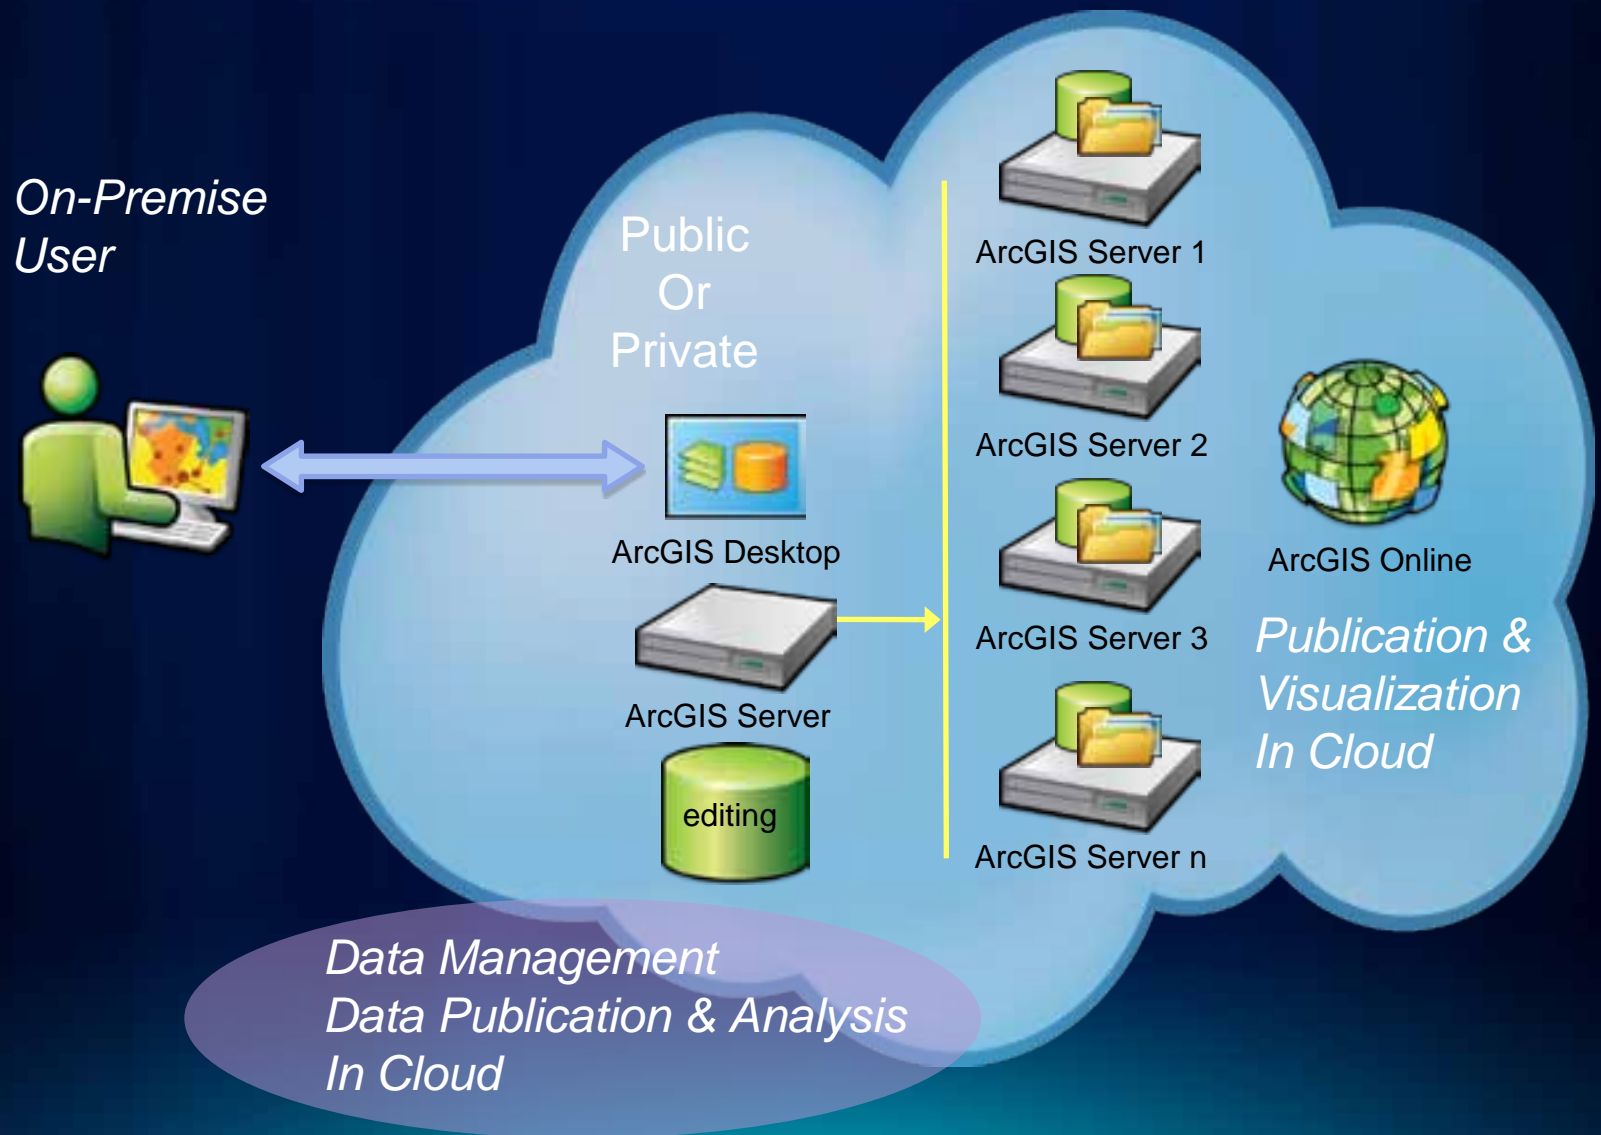 On-Premise
User
Public
Or
Private
ArcGIS Desktop
ArcGIS Server
editing
ArcGIS Server 1
ArcGIS Server 2
ArcGIS Server 3
ArcGIS Server n
ArcGIS Online
Publication &
Visualization
In Cloud
Data Management
Data Publication & Analysis
In Cloud